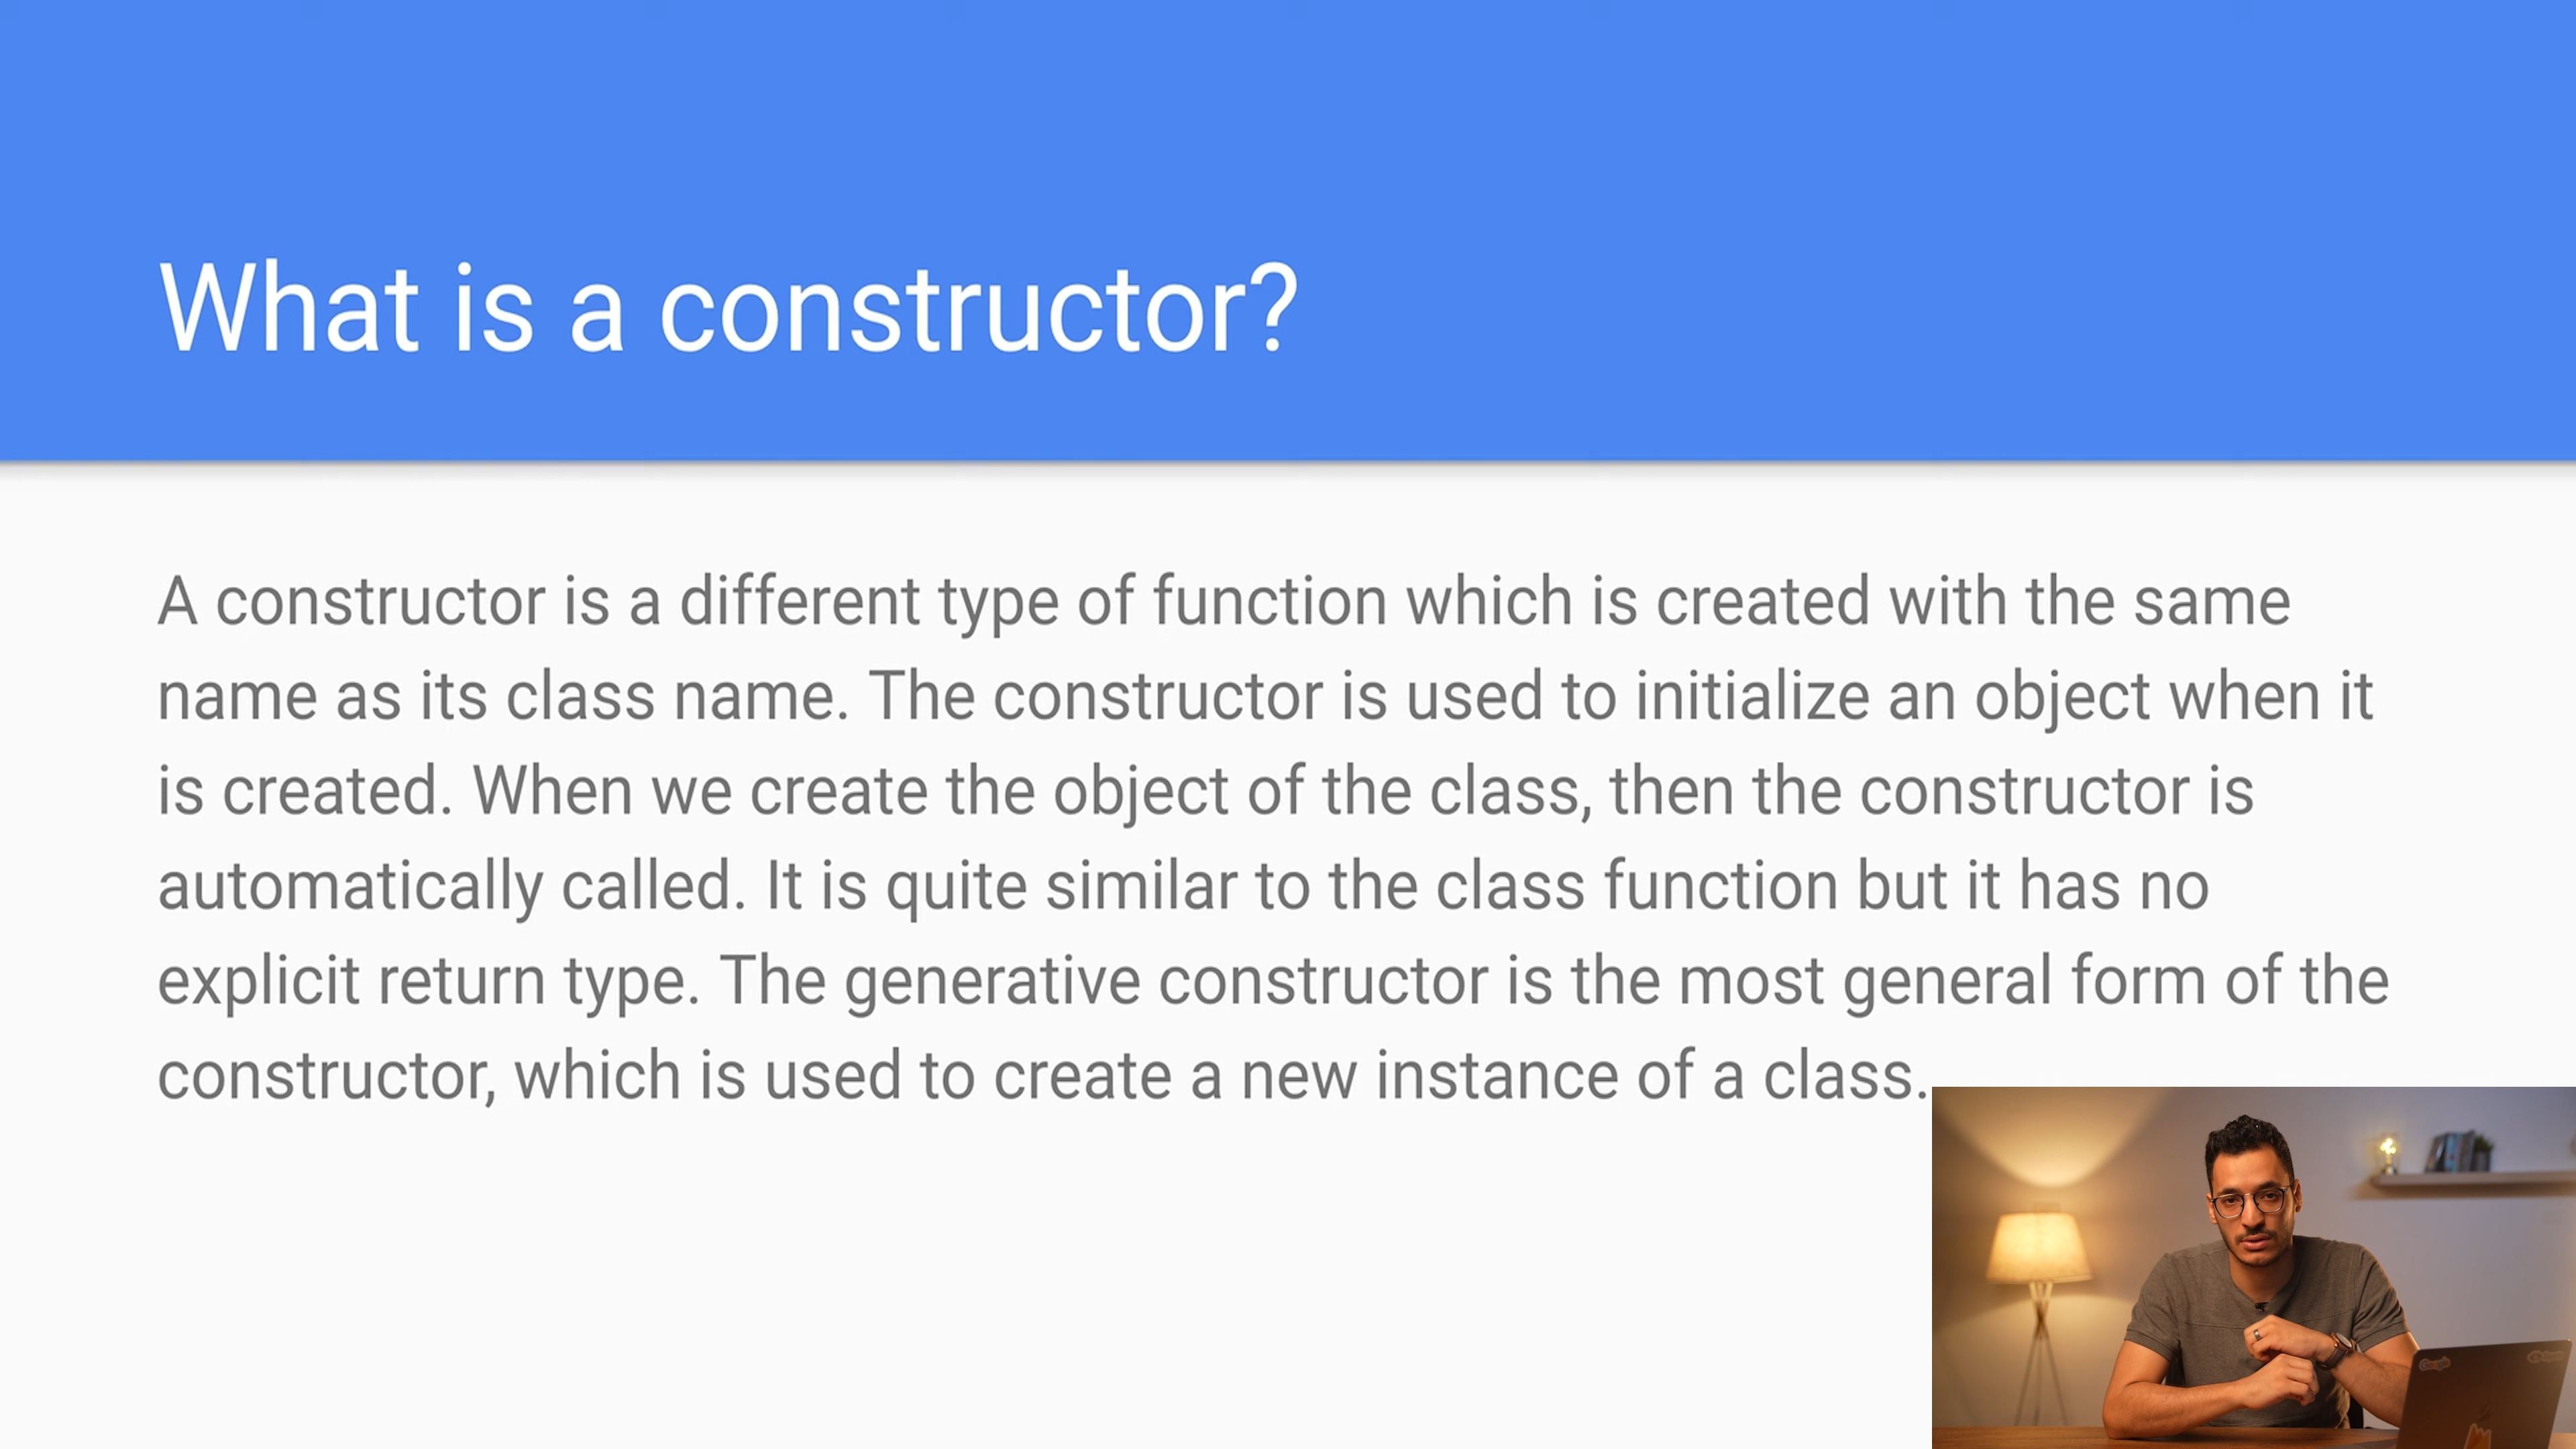 What is a constructor?
A constructor is a different type of function which is created with the same
name as its class name. The constructor is used to initialize an object when it
is created. When we create the object of the class, then the constructor is
automatically called. It is quite similar to the class function but it has no
explicit return type. The generative constructor is the most general form of the
constructor, which is used to create a new instance of a class.
Google